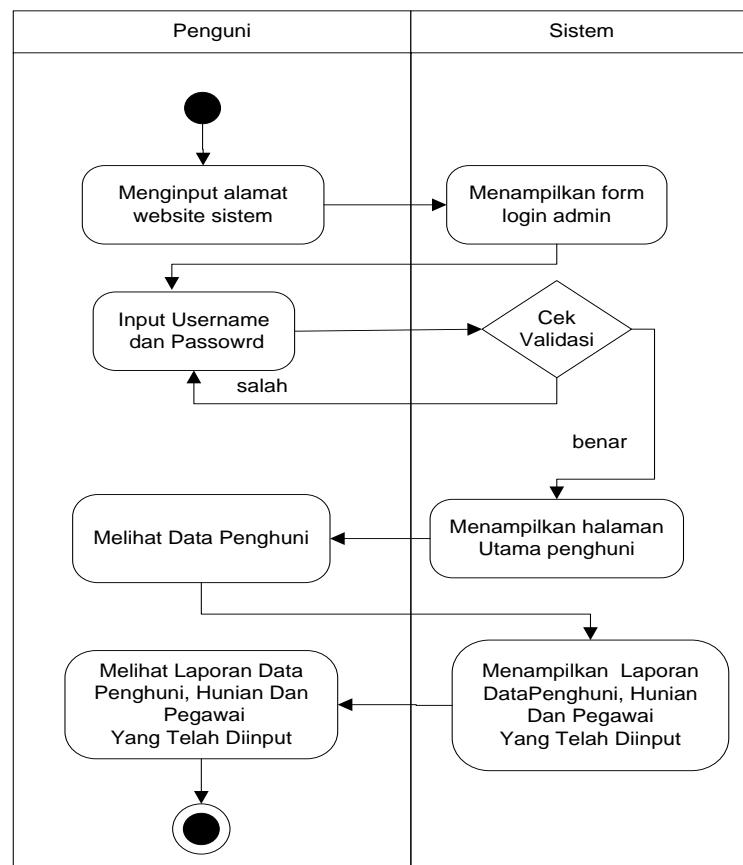 Penguni
Sistem
Menginput alamat
website sistem
Menampilkan form
login admin
Input Username
dan Passowrd
Cek
Validasi
salah
benar
Menampilkan halaman
Utama penghuni
Melihat Data Penghuni
Menampilkan Laporan
DataPenghuni, Hunian
Dan Pegawai
Yang Telah Diinput
Melihat Laporan Data
Penghuni, Hunian Dan
Pegawai
Yang Telah Diinput